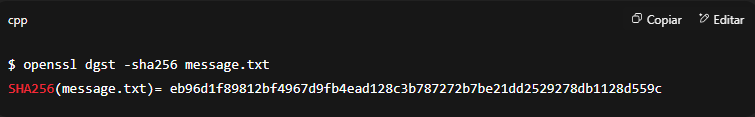 cpp
Copiar
Editar
$ openssl dgst -sha256 message.txt
SHA256(message.txt)= eb96d1f89812bf4967d9fb4ead128c3b787272b7be21dd2529278db1128d559c